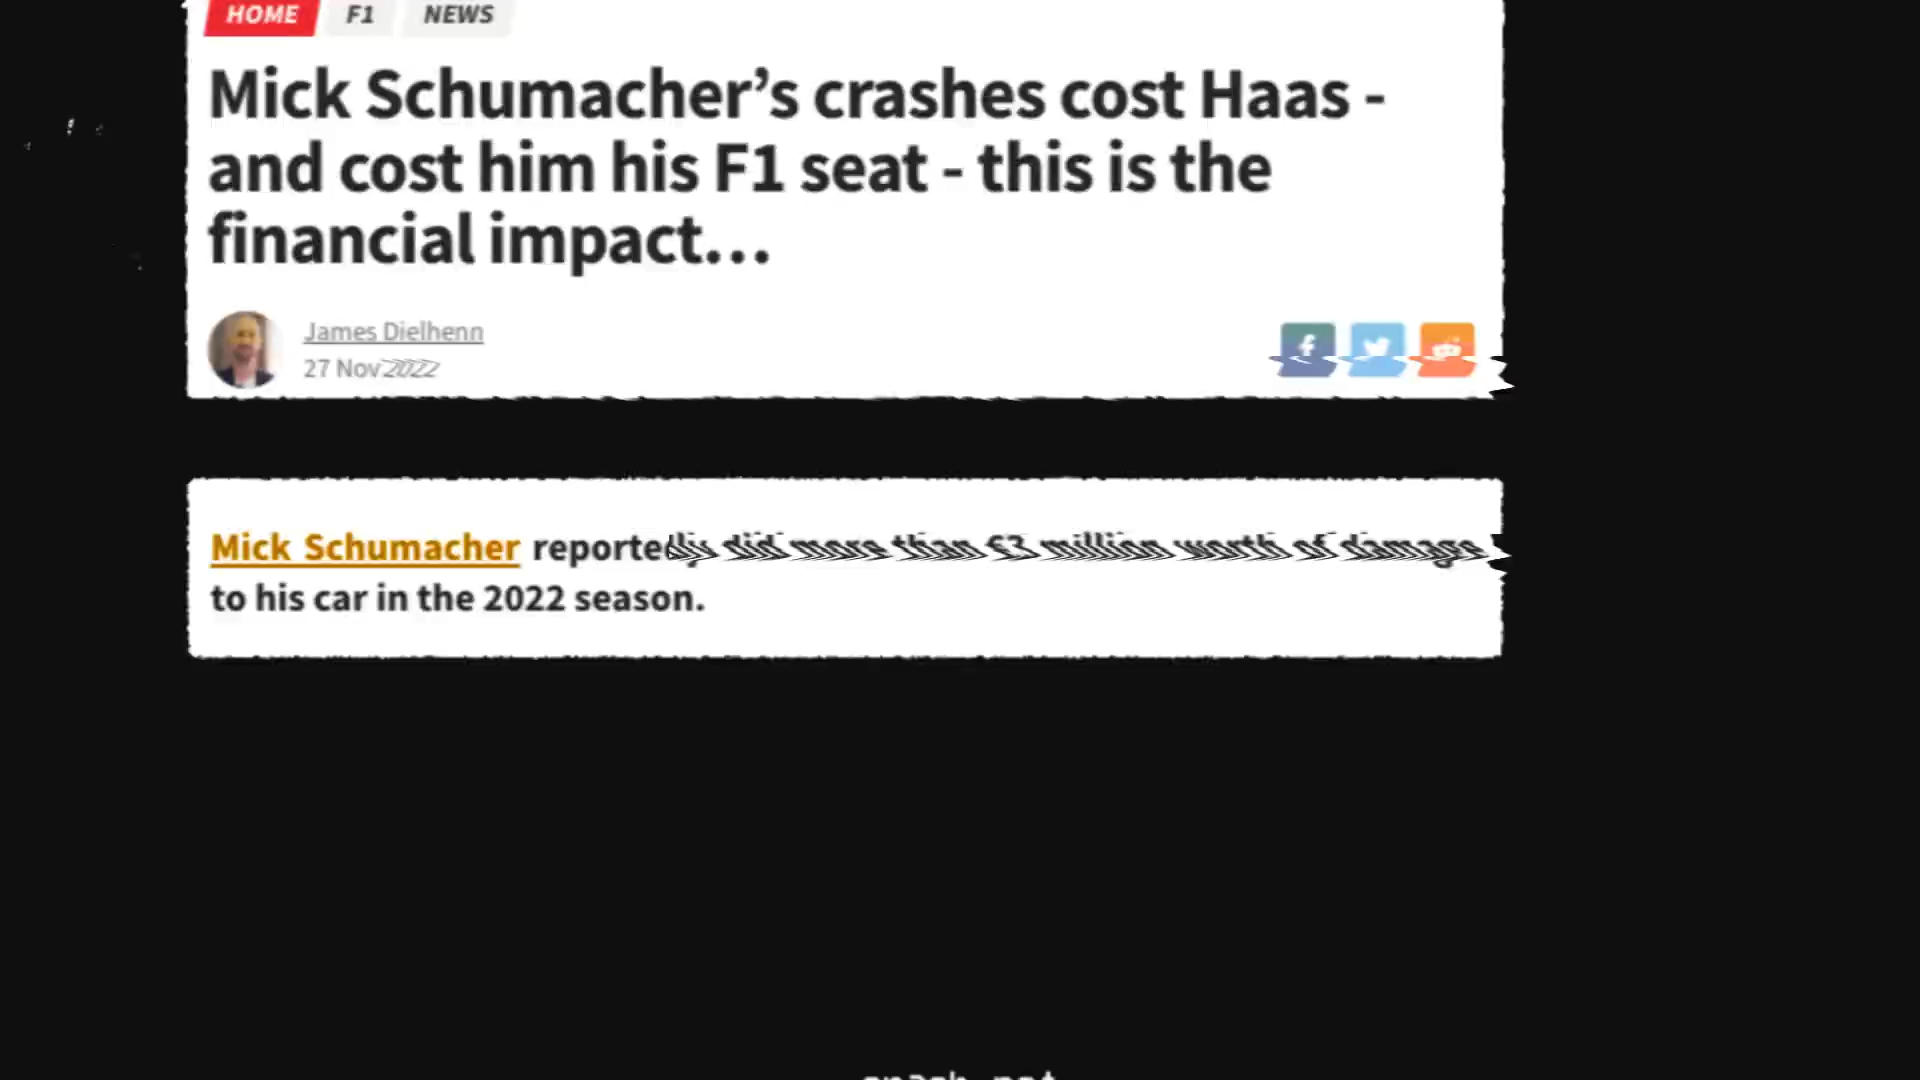 HOME F1 NEWS
Mick Schumacher’s crashes cost Haas -
and cost him his F1 seat - this is the
financial impact...
James Dielhenn
27 Nov 2022
Mick Schumacher reportedly did more than €3 million worth of damage
to his car in the 2022 season.